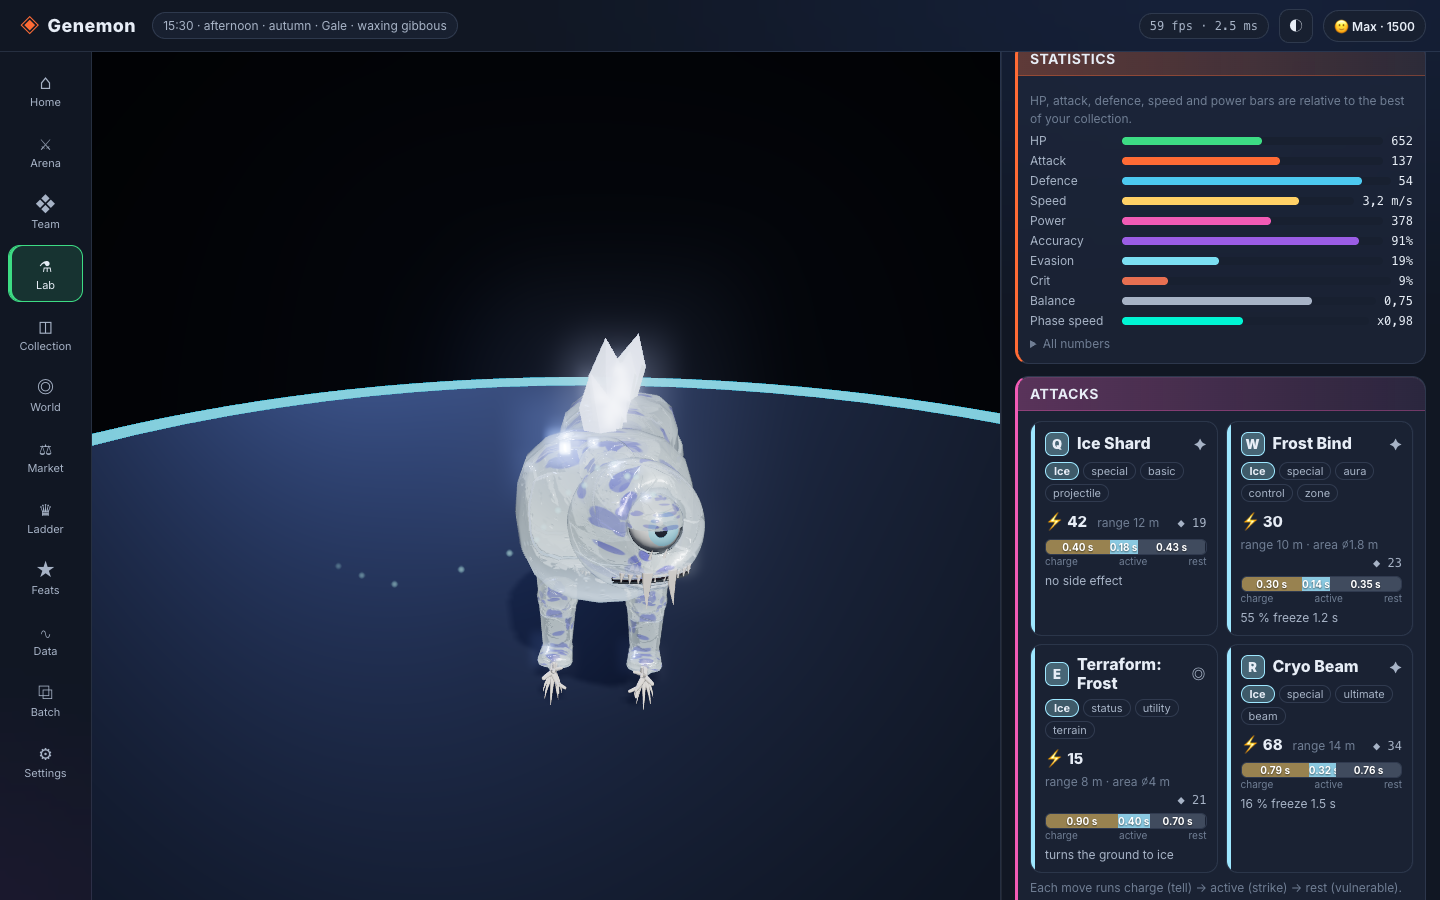 Genemon
15:30 · afternoon · autumn · Gale · waxing gibbous
59 fps · 2.5 ms
Max · 1500
Home
Arena
Team
Lab
Collection
World
Market
Ladder
Feats
Data
Batch
Settings
STATISTICS
HP, attack, defence, speed and power bars are relative to the best
of your collection.
HP 652
Attack 137
Defence 54
Speed 3,2 m/s
Power 378
Accuracy 91%
Evasion 19%
Crit 9%
Balance 0,75
Phase speed x0,98
All numbers
ATTACKS
Q Ice Shard
Ice special basic
projectile
42 range 12 m 19
0.40 s 0.18 s 0.43 s
charge active rest
no side effect
W Frost Bind
Ice special aura
control zone
30
range 10 m · area ⌀1.8 m
23
0.30 s 0.14 s 0.35 s
charge active rest
55 % freeze 1.2 s
E Terraform:
Frost
Ice status utility
terrain
15
range 8 m · area ⌀4 m
21
0.90 s 0.40 s 0.70 s
charge active rest
turns the ground to ice
R Cryo Beam
Ice special ultimate
beam
68 range 14 m 34
0.79 s 0.32 s 0.76 s
charge active rest
16 % freeze 1.5 s
Each move runs charge (tell) → active (strike) → rest (vulnerable).